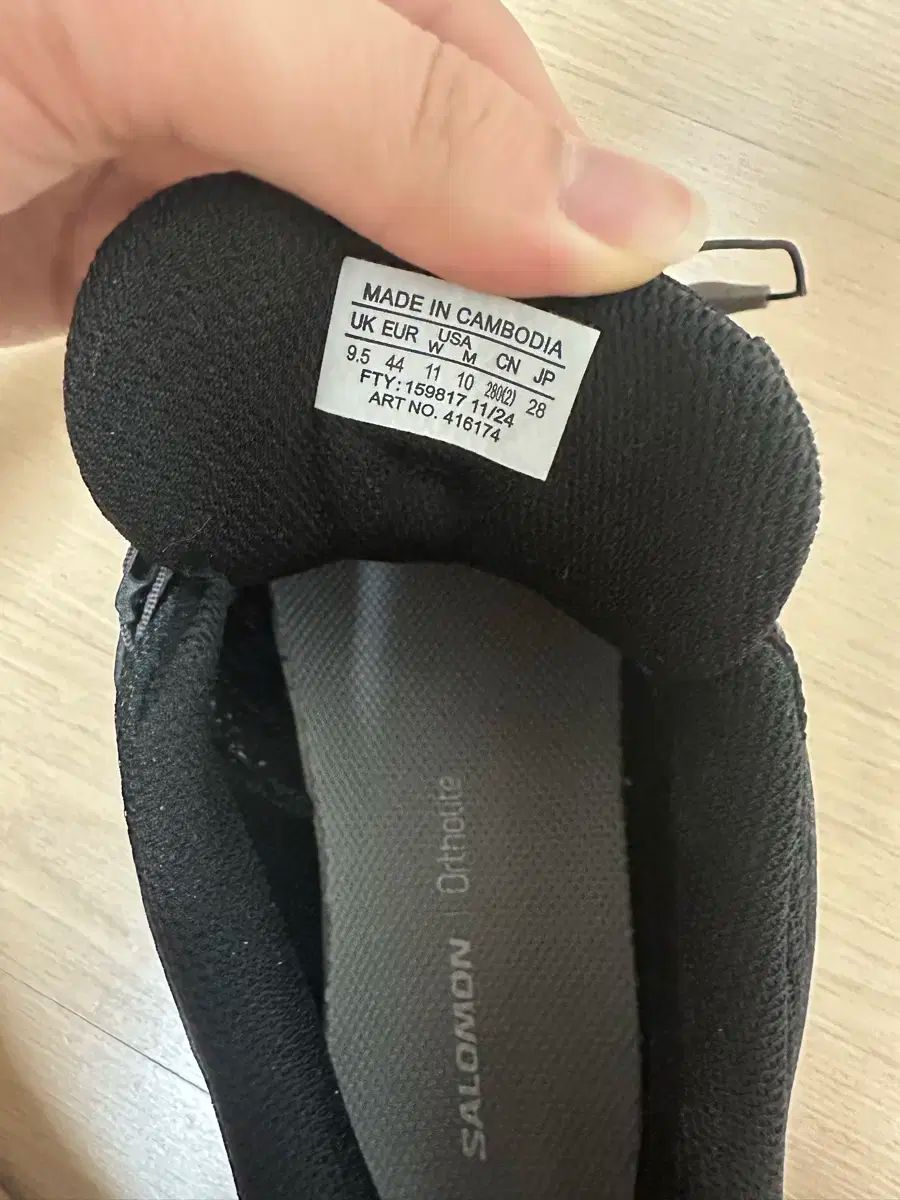 MADE IN CAMBODIA
UK EUR USA W M CN JP
9.5 44 11 10 280(2) 28
FTY: 159817 11/24
ART NO. 416174
SALOMON | Ortholite